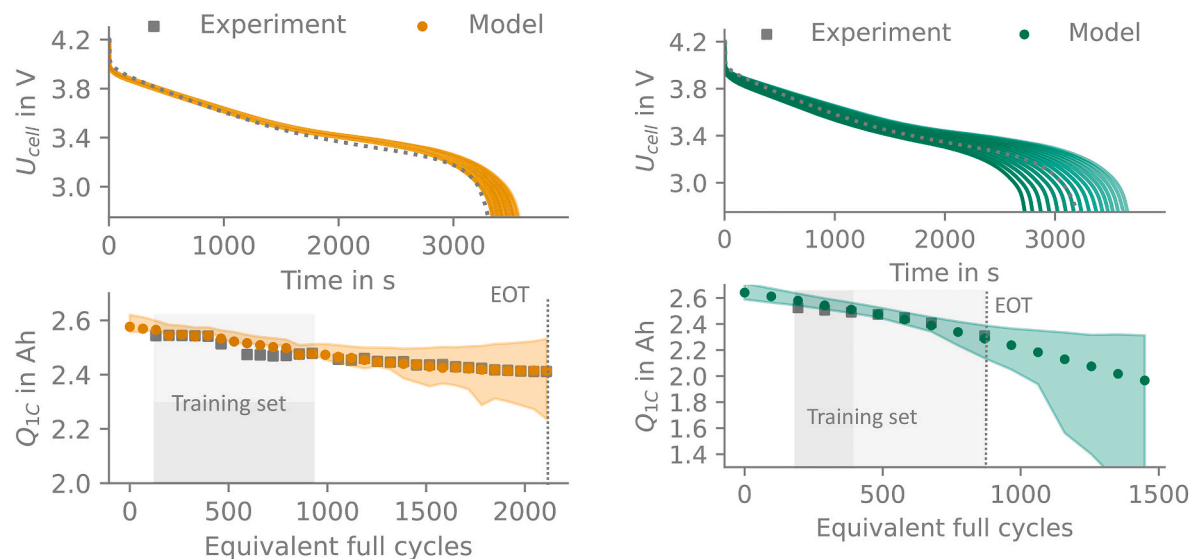 Experiment Model
4.2
3.8
3.4
3.0
U_cell in V
0 1000 2000 3000
Time in s
EOT
2.6
2.4
2.2
2.0
Q_1C in Ah
Training set
0 500 1000 1500 2000
Equivalent full cycles
Experiment Model
4.2
3.8
3.4
3.0
U_cell in V
0 1000 2000 3000
Time in s
EOT
2.6
2.4
2.2
2.0
1.8
1.6
1.4
Q_1C in Ah
Training set
0 500 1000 1500
Equivalent full cycles